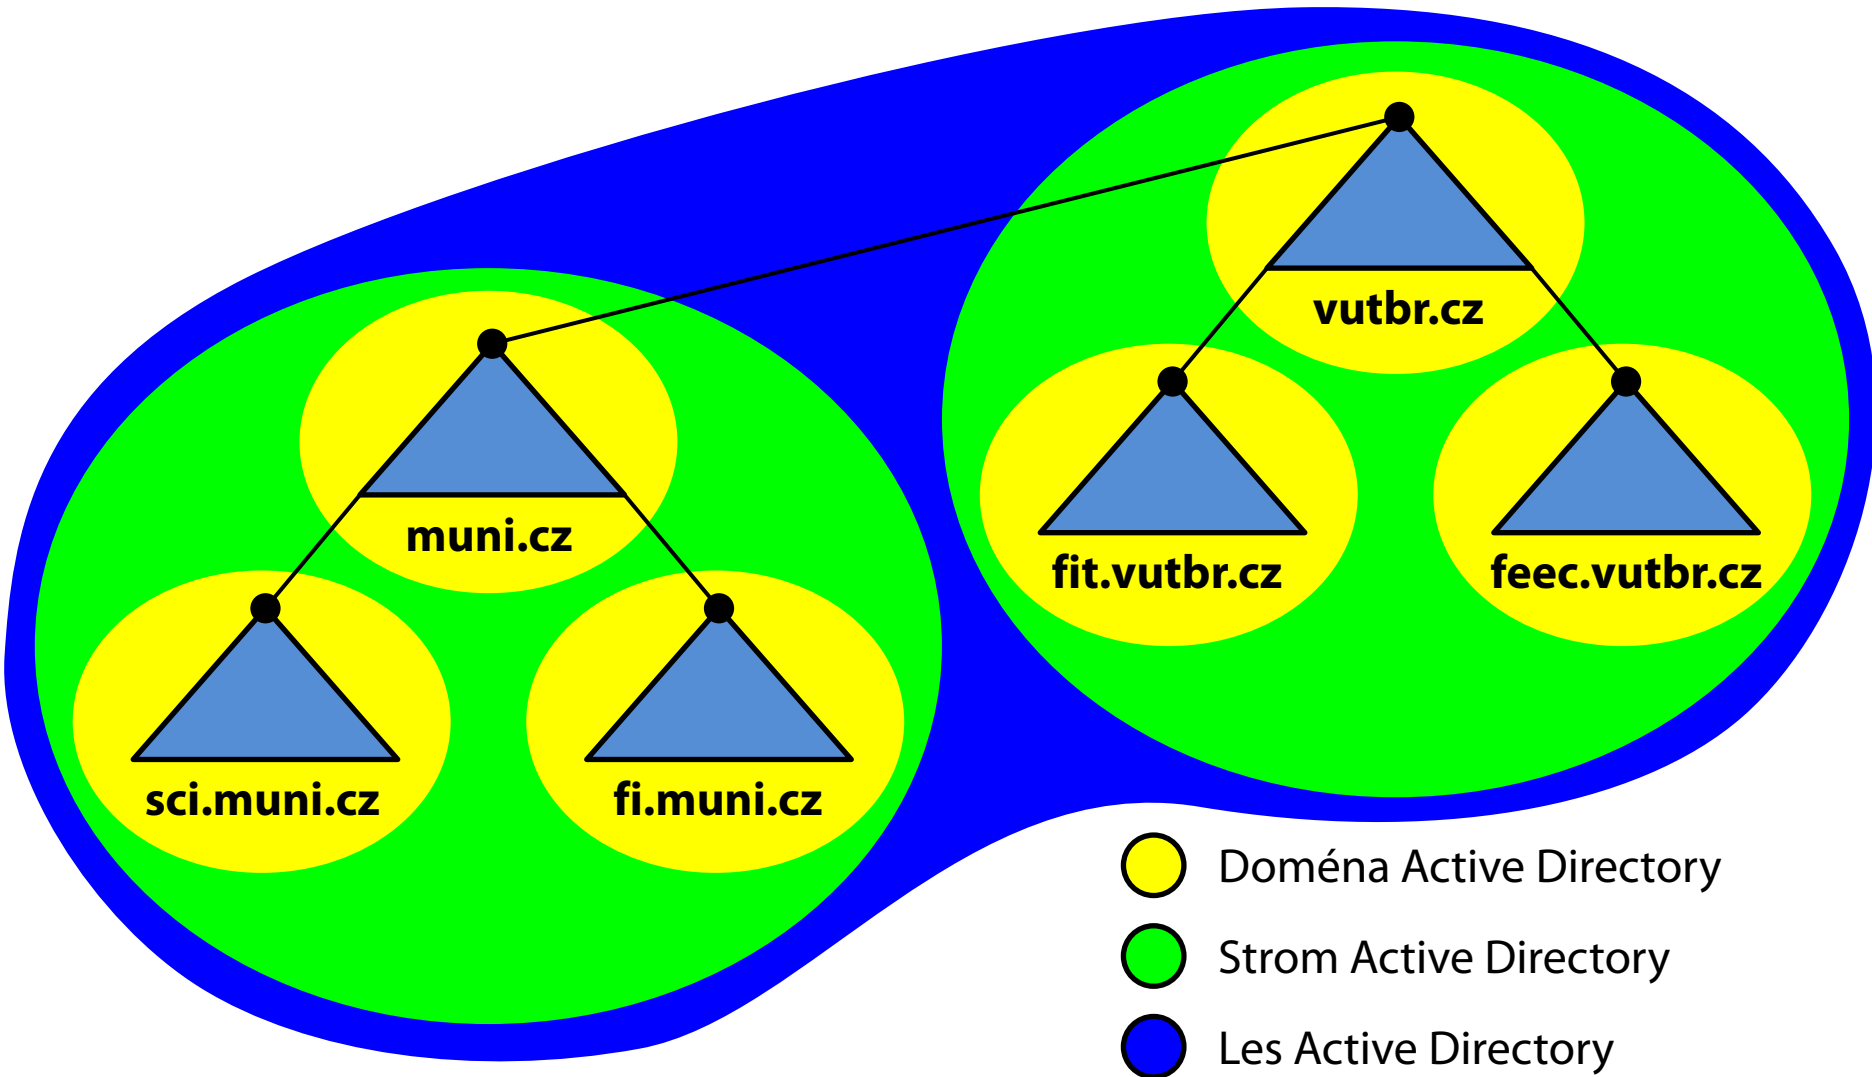 vutbr.cz
muni.cz
fit.vutbr.cz
feec.vutbr.cz
sci.muni.cz
fi.muni.cz
Doména Active Directory
Strom Active Directory
Les Active Directory